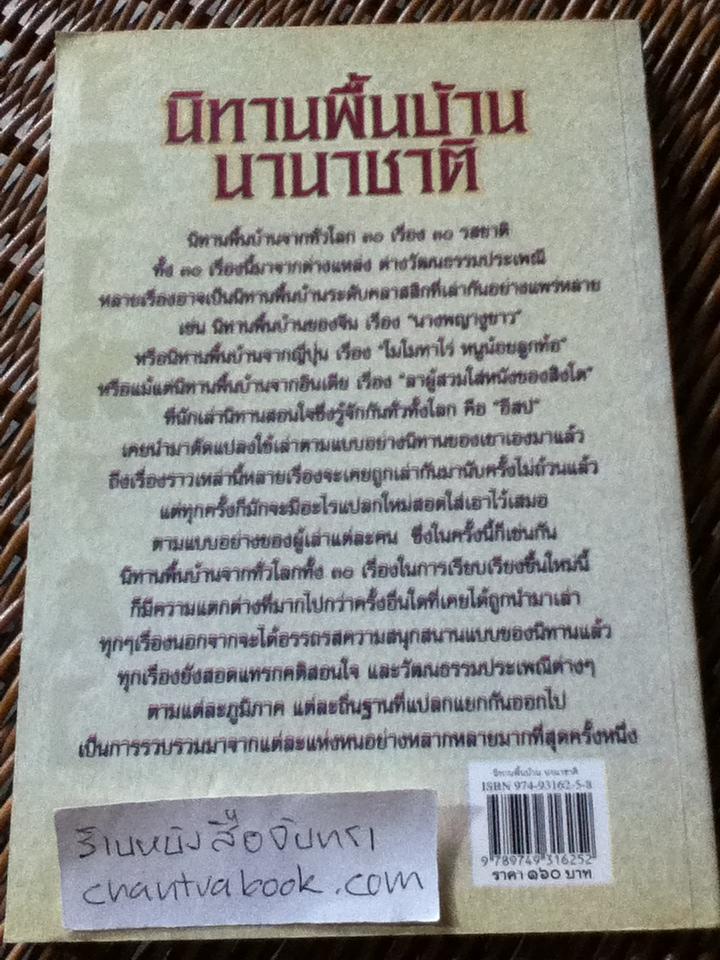 นิทานพื้นบ้าน
นานาชาติ
นิทานพื้นบ้านจากทั่วโลก ๓๐ เรื่อง ๓๐ รสชาติ
ทั้ง ๓๐ เรื่องนี้มาจากต่างแหล่ง ต่างวัฒนธรรมประเพณี
หลายเรื่องอาจเป็นนิทานพื้นบ้านระดับคลาสสิกที่เล่ากันอย่างแพร่หลาย
เช่น นิทานพื้นบ้านของจีน เรื่อง "นางพญางูขาว"
หรือนิทานพื้นบ้านจากญี่ปุ่น เรื่อง "โมโมทาโร่ หนูน้อยลูกท้อ"
หรือแม้แต่นิทานพื้นบ้านจากอินเดีย เรื่อง "ลาผู้สวมใส่หนังของสิงโต"
ที่นักเล่านิทานสอนใจซึ่งรู้จักกันทั่วทั้งโลก คือ "อีสป"
เคยนำมาดัดแปลงใช้เล่าตามแบบอย่างนิทานของเขาเองมาแล้ว
ถึงเรื่องราวเหล่านี้หลายเรื่องจะเคยถูกเล่ากันมานับครั้งไม่ถ้วนแล้ว
แต่ทุกครั้งก็มักจะมีอะไรแปลกใหม่สอดใส่เอาไว้เสมอ
ตามแบบอย่างของผู้เล่าแต่ละคน ซึ่งในครั้งนี้ก็เช่นกัน
นิทานพื้นบ้านจากทั่วโลกทั้ง ๓๐ เรื่องในการเรียบเรียงขึ้นใหม่นี้
ก็มีความแตกต่างที่มากไปกว่าครั้งอื่นใดที่เคยได้ถูกนำมาเล่า
ทุกๆเรื่องนอกจากจะได้อรรถรสความสนุกสนานแบบของนิทานแล้ว
ทุกเรื่องยังสอดแทรกคติสอนใจ และวัฒนธรรมประเพณีต่างๆ
ตามแต่ละภูมิภาค แต่ละถิ่นฐานที่แปลกแยกกันออกไป
เป็นการรวบรวมมาจากแต่ละแห่งหนอย่างหลากหลายมากที่สุดครั้งหนึ่ง
นิทานพื้นบ้าน นานาชาติ
ISBN 974-93162-5-8
9 789749 316252
ราคา ๑๖๐ บาท
ร้านหนังสือจันทรา
chantrabook.com